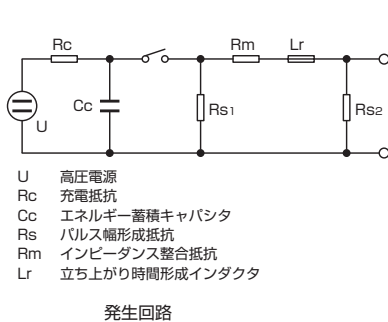 Rc Rm Lr
Cc Rs1 Rs2
U
U 高圧電源
Rc 充電抵抗
Cc エネルギー蓄積キャパシタ
Rs パルス幅形成抵抗
Rm インピーダンス整合抵抗
Lr 立ち上がり時間形成インダクタ
発生回路